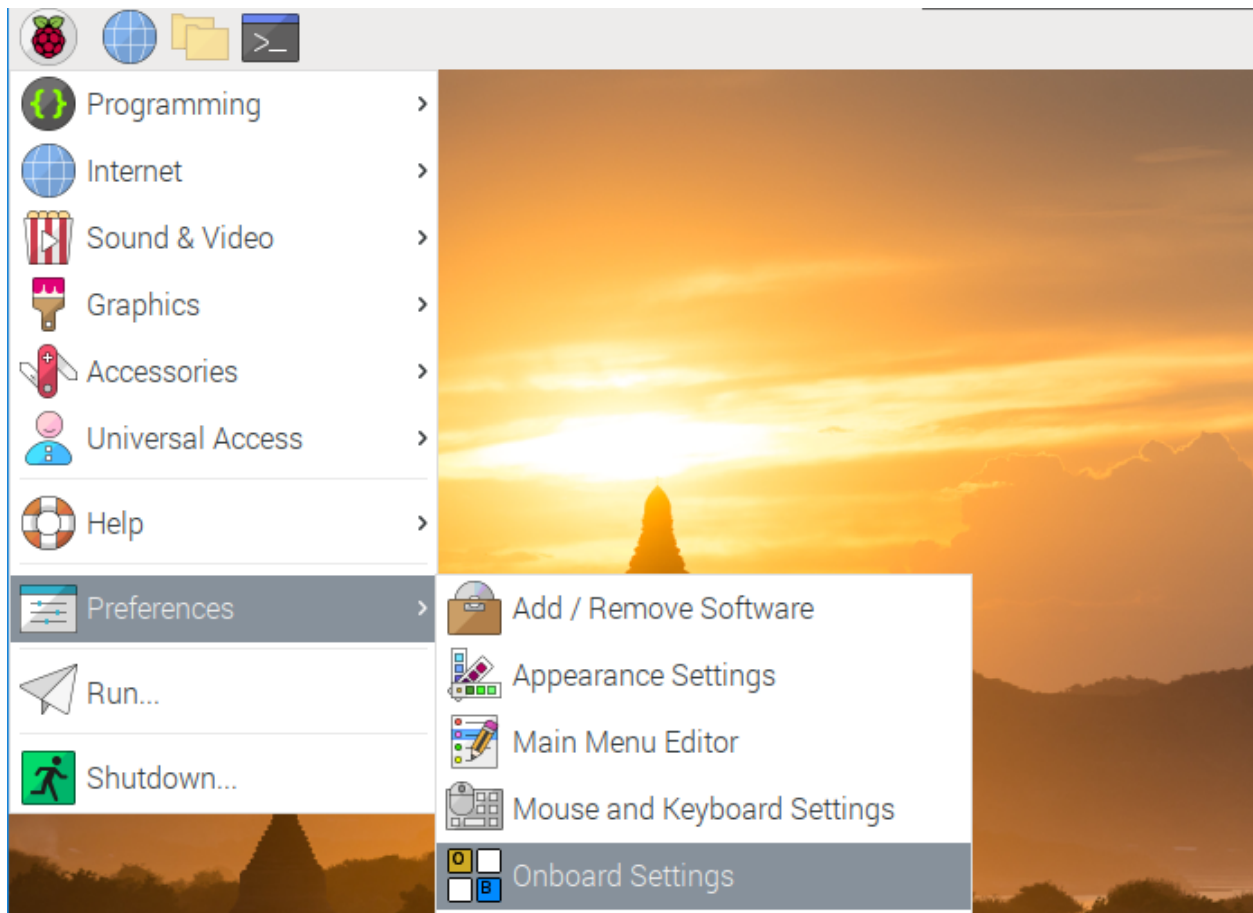 >_
Programming
Internet
Sound & Video
Graphics
Accessories
Universal Access
Help
Preferences
Run...
Shutdown...
Add / Remove Software
Appearance Settings
Main Menu Editor
Mouse and Keyboard Settings
O
B
Onboard Settings